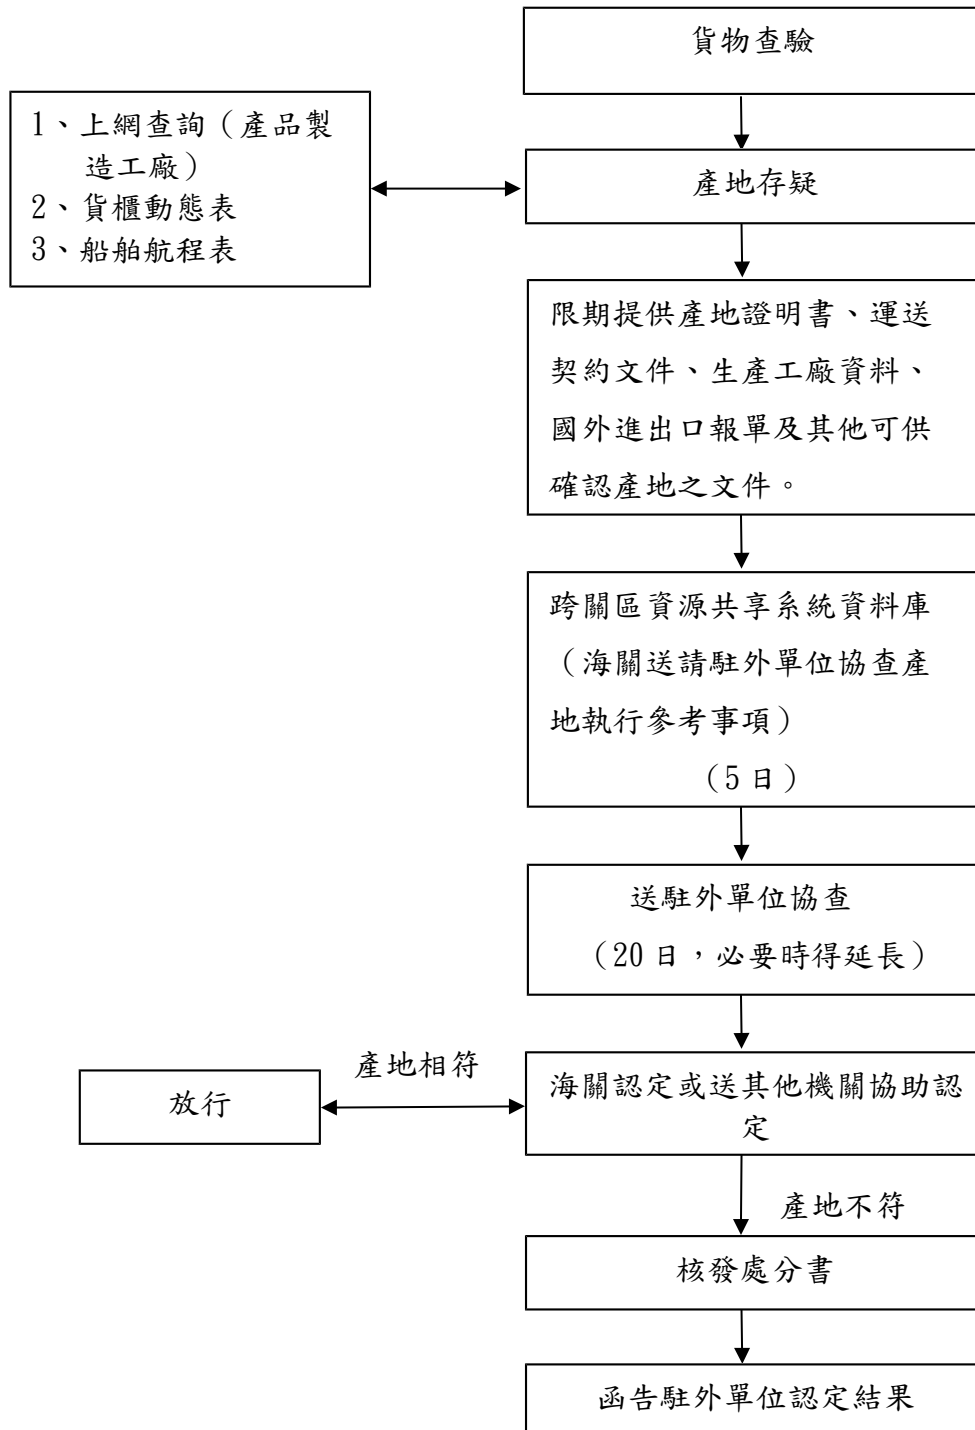 貨物查驗
1、上網查詢（產品製
造工廠）
2、貨櫃動態表
3、船舶航程表
產地存疑
限期提供產地證明書、運送
契約文件、生產工廠資料、
國外進出口報單及其他可供
確認產地之文件。
跨關區資源共享系統資料庫
（海關送請駐外單位協查產
地執行參考事項）
（5日）
送駐外單位協查
（20日，必要時得延長）
產地相符
放行
海關認定或送其他機關協助認
定
產地不符
核發處分書
函告駐外單位認定結果